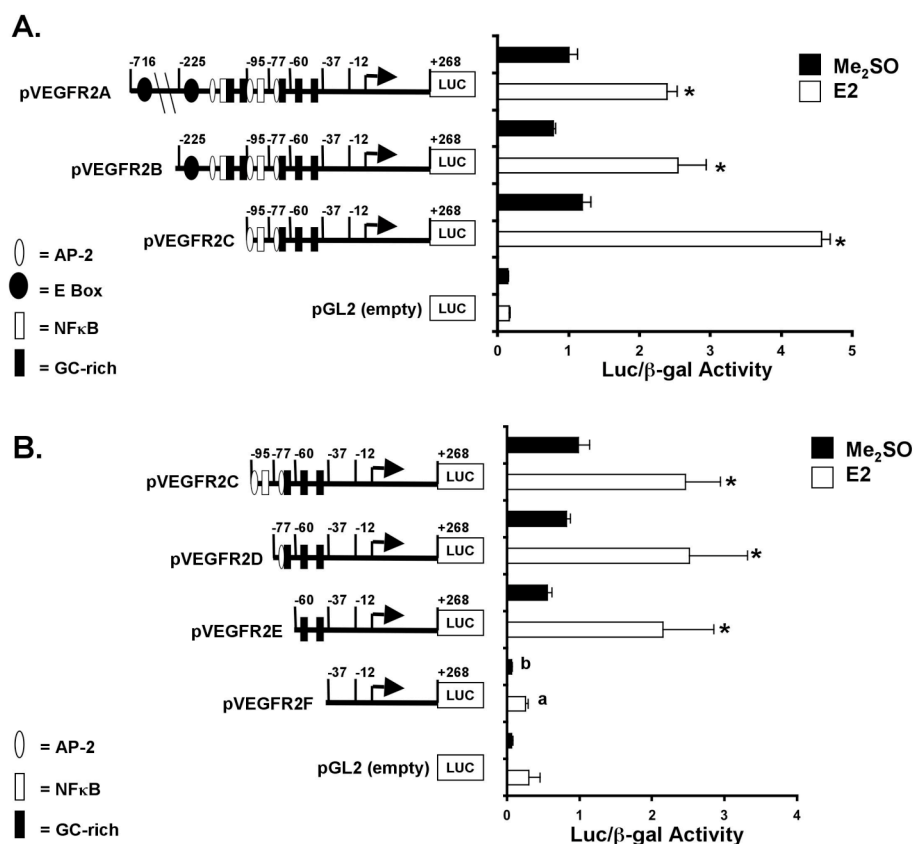 A.
-716 -225 -95 -77 -60 -37 -12 +268
pVEGFR2A LUC
*
-225 -95 -77 -60 -37 -12 +268
pVEGFR2B LUC
*
-95 -77 -60 -37 -12 +268
pVEGFR2C LUC
*
pGL2 (empty) LUC
= AP-2
= E Box
= NFκB
= GC-rich
Me2SO
E2
0 1 2 3 4 5
Luc/β-gal Activity
B.
-95 -77 -60 -37 -12 +268
pVEGFR2C LUC
*
-77 -60 -37 -12 +268
pVEGFR2D LUC
*
-60 -37 -12 +268
pVEGFR2E LUC
*
-37 -12 +268
b
pVEGFR2F LUC
a
pGL2 (empty) LUC
= AP-2
= NFκB
= GC-rich
Me2SO
E2
0 1 2 3 4
Luc/β-gal Activity